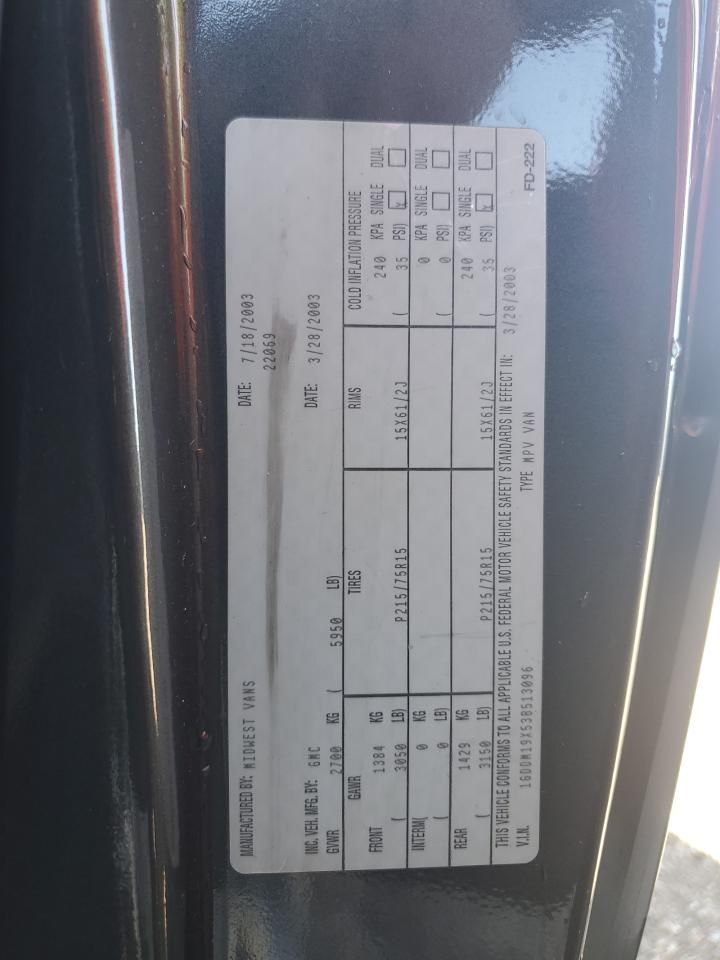 MANUFACTURED BY: MIDWEST VANS DATE: 7/18/2003
22069
INC. VEH. MFG. BY: GMC DATE: 3/28/2003
GVWR 2700 KG ( 5950 LB)
GAWR TIRES RIMS COLD INFLATION PRESSURE
FRONT 1384 KG 240 KPA SINGLE DUAL
( 3050 LB) P215/75R15 15X61/2J ( 35 PSI) X
INTERM( 0 KG 0 KPA SINGLE DUAL
( 0 LB) ( 0 PSI)
REAR 1429 KG 240 KPA SINGLE DUAL
( 3150 LB) P215/75R15 15X61/2J ( 35 PSI) X
THIS VEHICLE CONFORMS TO ALL APPLICABLE U.S. FEDERAL MOTOR VEHICLE SAFETY STANDARDS IN EFFECT IN: 3/28/2003
V.I.N. 1GDDM19X538513096 TYPE MPV VAN FD-222